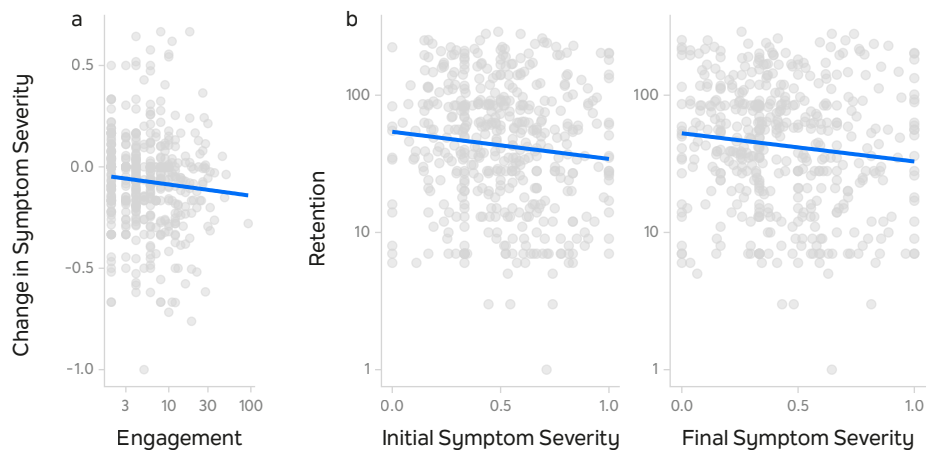 a
b
Change in Symptom Severity
0.5
0.0
-0.5
-1.0
3 10 30 100
Engagement
Retention
100
10
1
0.0 0.5 1.0
Initial Symptom Severity
100
10
1
0.0 0.5 1.0
Final Symptom Severity